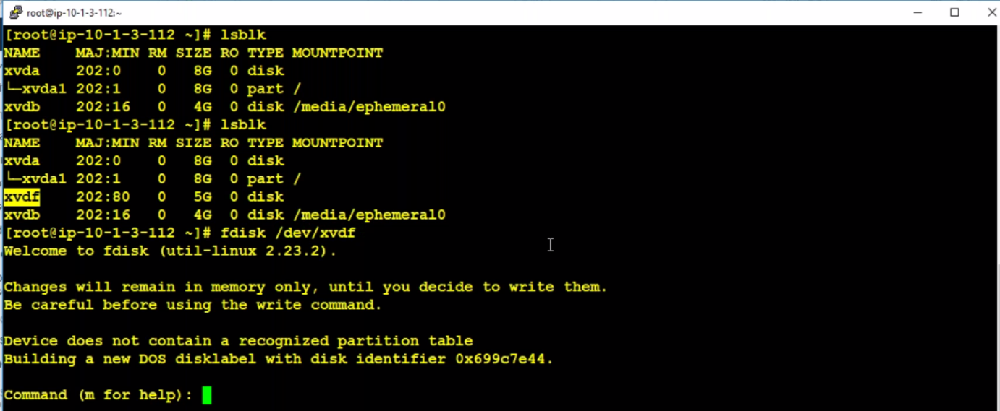 root@ip-10-1-3-112:~
[root@ip-10-1-3-112 ~]# lsblk
NAME    MAJ:MIN RM SIZE RO TYPE MOUNTPOINT
xvda    202:0    0   8G  0 disk
└─xvda1 202:1    0   8G  0 part /
xvdb    202:16   0   4G  0 disk /media/ephemeral0
[root@ip-10-1-3-112 ~]# lsblk
NAME    MAJ:MIN RM SIZE RO TYPE MOUNTPOINT
xvda    202:0    0   8G  0 disk
└─xvda1 202:1    0   8G  0 part /
xvdf    202:80   0   5G  0 disk
xvdb    202:16   0   4G  0 disk /media/ephemeral0
[root@ip-10-1-3-112 ~]# fdisk /dev/xvdf
Welcome to fdisk (util-linux 2.23.2).
Changes will remain in memory only, until you decide to write them.
Be careful before using the write command.
Device does not contain a recognized partition table
Building a new DOS disklabel with disk identifier 0x699c7e44.
Command (m for help):